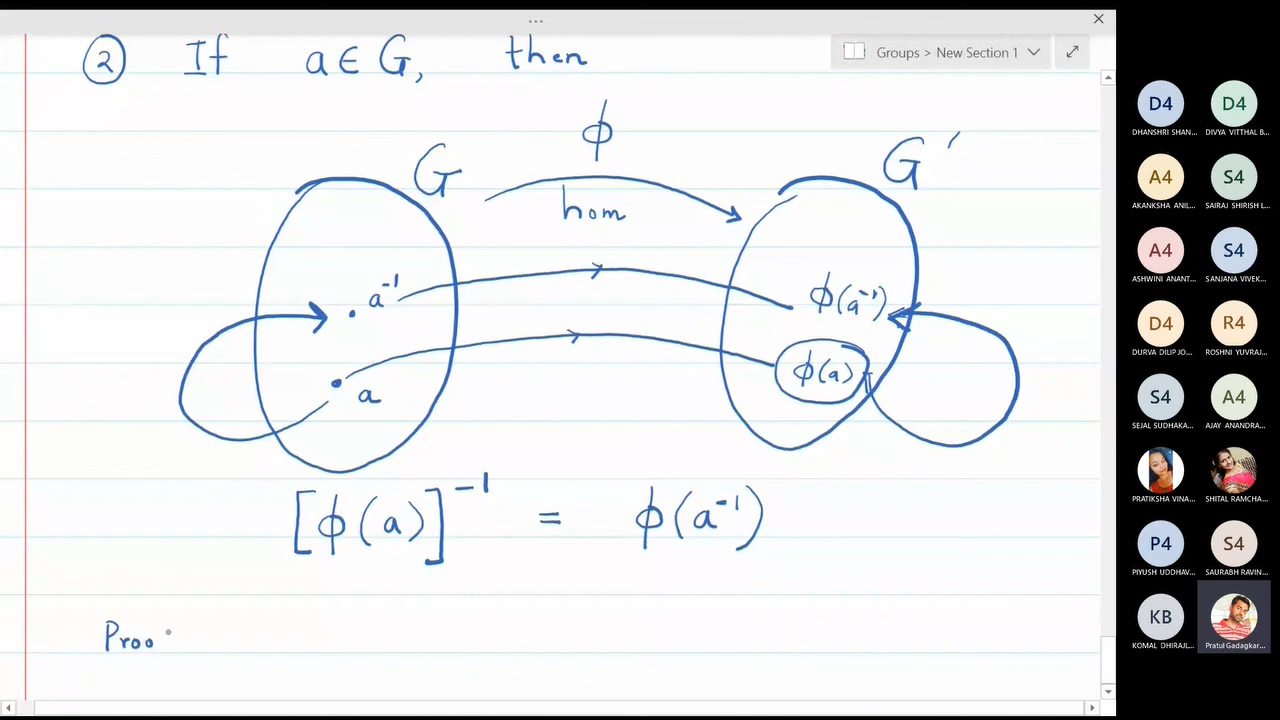 ② If a ∈ G, then
Groups > New Section 1
ϕ
G
G′
hom
a⁻¹
ϕ(a⁻¹)
a
ϕ(a)
[ϕ(a)]⁻¹ = ϕ(a⁻¹)
Proo
D4 D4
DHANSHRI SHAN... DIVYA VITTHAL B...
A4 S4
AKANKSHA ANIL... SAIRAJ SHIRISH L...
A4 S4
ASHWINI ANANT... SANJANA VIVEK...
D4 R4
DURVA DILIP JO... ROSHNI YUVRAJ...
S4 A4
SEJAL SUDHAKA... AJAY ANANDRA...
PRATIKSHA VINA... SHITAL RAMCHA...
P4 S4
PIYUSH UDDHAV... SAURABH RAVIN...
KB
KOMAL DHIRAJL... Pratul Gadagkar...